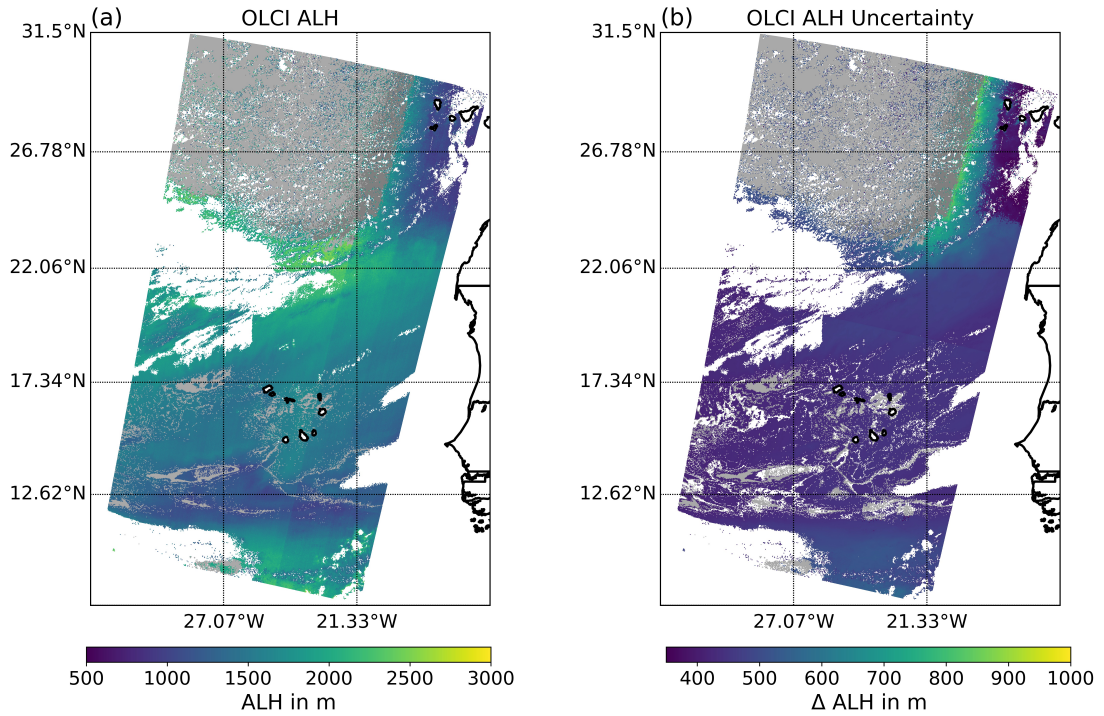 (a)
OLCI ALH
31.5°N
26.78°N
22.06°N
17.34°N
12.62°N
27.07°W
21.33°W
500
1000
1500
2000
2500
3000
ALH in m
(b)
OLCI ALH Uncertainty
31.5°N
26.78°N
22.06°N
17.34°N
12.62°N
27.07°W
21.33°W
400
500
600
700
800
900
1000
Δ ALH in m